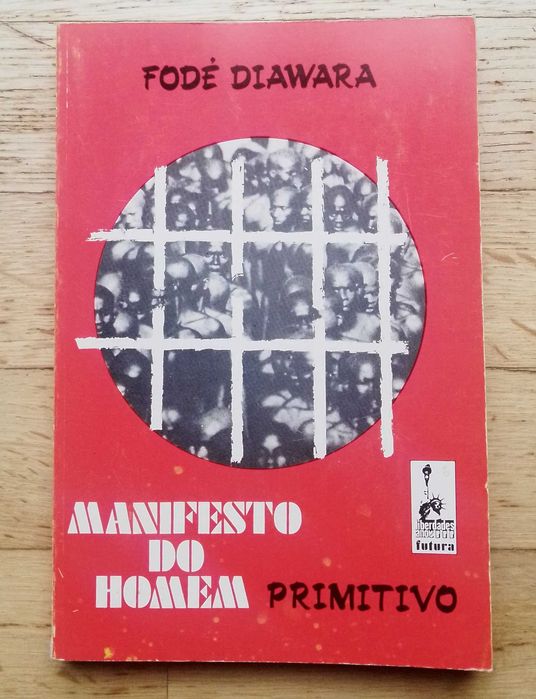 FODÉ DIAWARA
MANIFESTO
DO
HOMEM PRIMITIVO
liberdades
futura